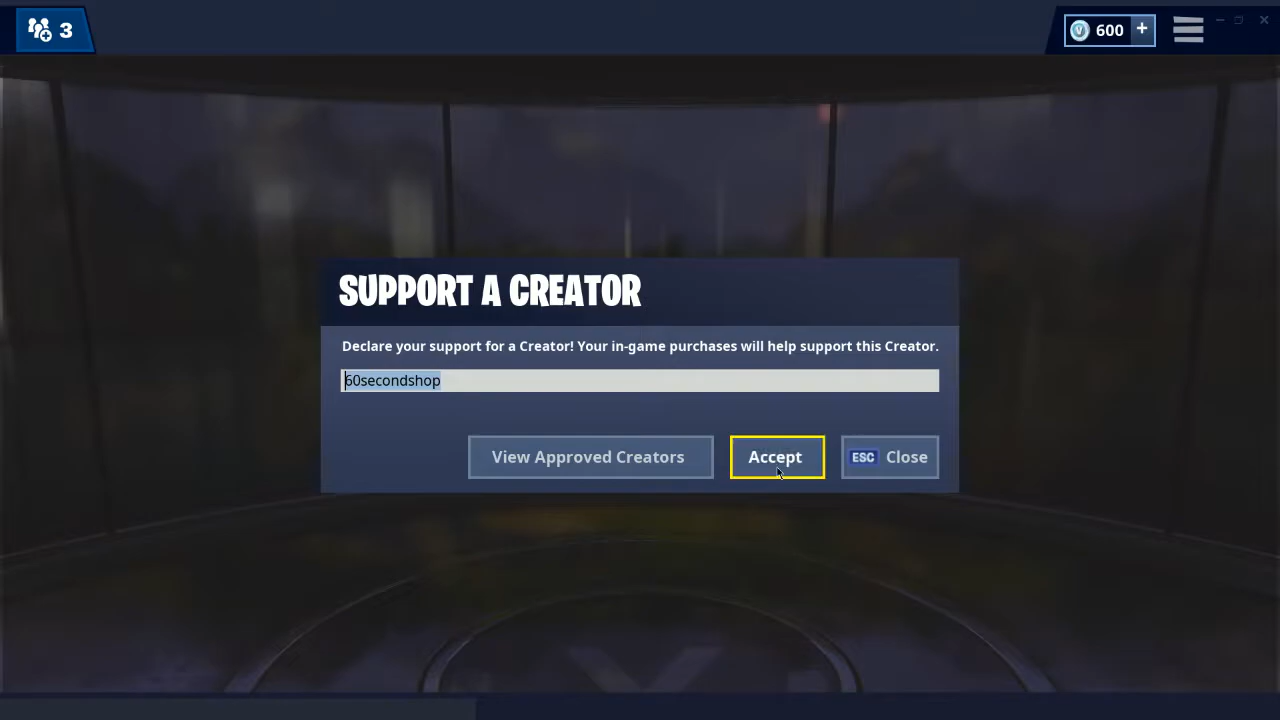 3
600 +
SUPPORT A CREATOR
Declare your support for a Creator! Your in-game purchases will help support this Creator.
60secondshop
View Approved Creators
Accept
ESC Close